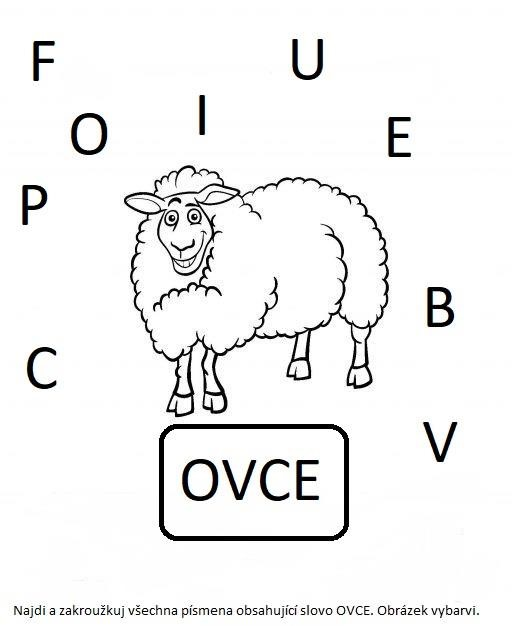 F
U
I
O
E
P
B
C
V
OVCE
Najdi a zakroužkuj všechna písmena obsahující slovo OVCE. Obrázek vybarvi.